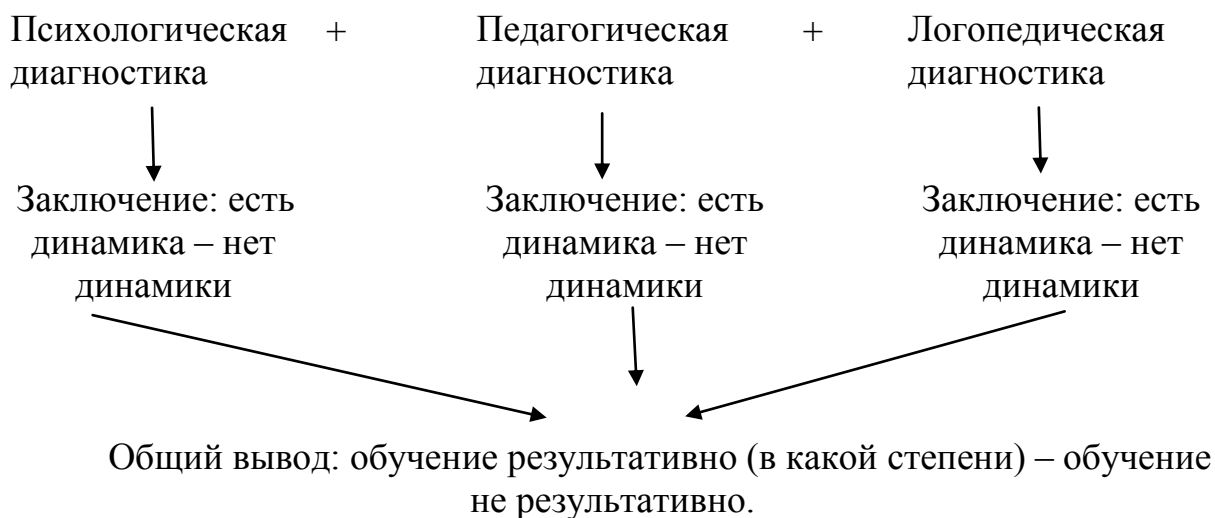 Психологическая + Педагогическая + Логопедическая
диагностика диагностика диагностика
Заключение: есть Заключение: есть Заключение: есть
динамика – нет динамика – нет динамика – нет
динамики динамики динамики
Общий вывод: обучение результативно (в какой степени) – обучение
не результативно.